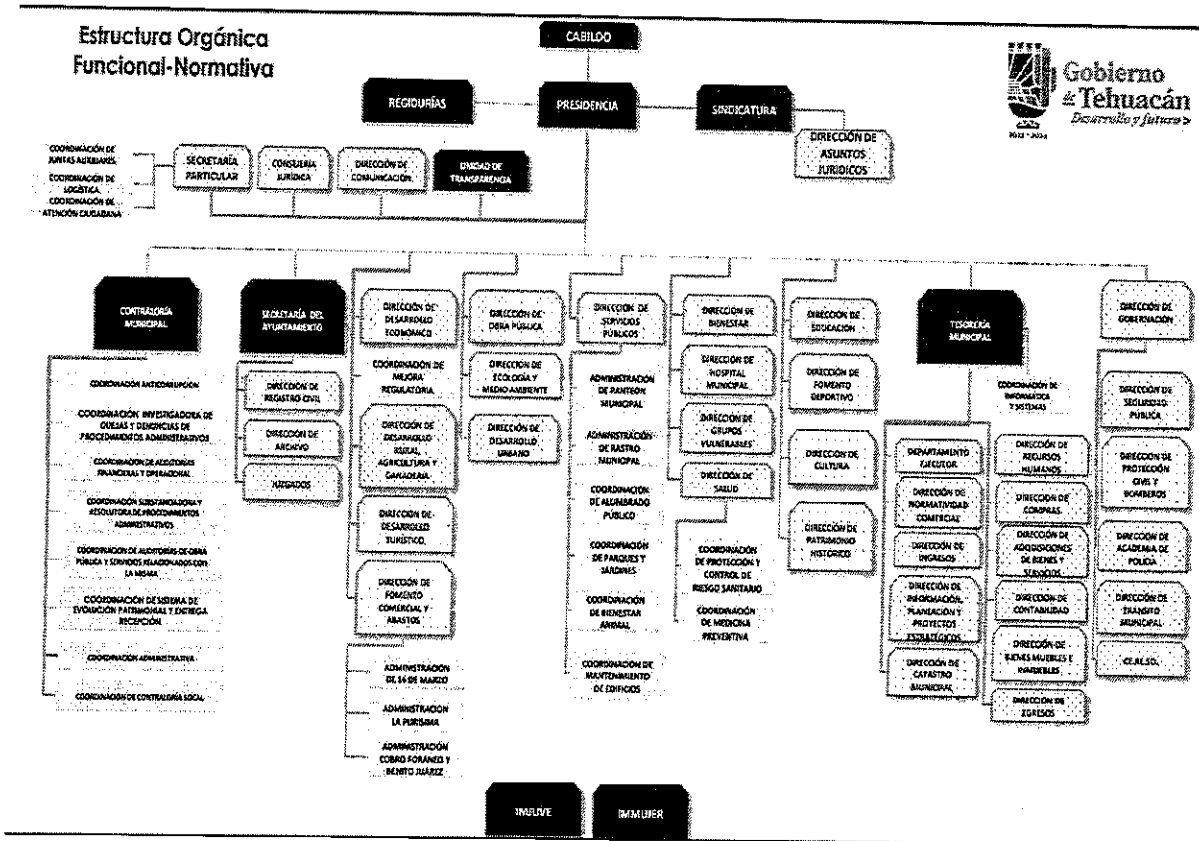 Estructura Orgánica
Funcional-Normativa
CABILDO
Gobierno
de Tehuacán
Desarrollo y futuro
REGIDURÍAS
PRESIDENCIA
SINDICATURA
DIRECCIÓN DE
ASUNTOS
JURÍDICOS
COORDINACIÓN DE
JUNTAS AUXILIARES
COORDINACIÓN DE
LOGÍSTICA
COORDINACIÓN DE
ATENCIÓN CIUDADANA
SECRETARÍA
PARTICULAR
CONSEJERÍA
JURÍDICA
DIRECCIÓN DE
COMUNICACIÓN
UNIDAD DE
TRANSPARENCIA
CONTRALORÍA
MUNICIPAL
COORDINACIÓN ANTICORRUPCIÓN
COORDINACIÓN INVESTIGADORA DE
QUEJAS Y DENUNCIAS DE
PROCEDIMIENTOS ADMINISTRATIVOS
COORDINACIÓN DE AUDITORÍAS
FINANCIERAS Y OPERACIONAL
COORDINACIÓN SUBSTANCIADORA Y
RESOLUTORA DE PROCEDIMIENTOS
ADMINISTRATIVOS
COORDINACIÓN DE AUDITORÍAS DE OBRA
PÚBLICA Y SERVICIOS RELACIONADOS CON
LA MISMA
COORDINACIÓN DE SISTEMA DE
EVOLUCIÓN PATRIMONIAL Y ENTREGA
RECEPCIÓN
COORDINACIÓN ADMINISTRATIVA
COORDINACIÓN DE CONTRALORÍA SOCIAL
SECRETARÍA DEL
AYUNTAMIENTO
DIRECCIÓN DE
REGISTRO CIVIL
DIRECCIÓN DE
ARCHIVO
JUZGADOS
DIRECCIÓN DE
DESARROLLO
ECONÓMICO
COORDINACIÓN DE
MEJORA
REGULATORIA
DIRECCIÓN DE
DESARROLLO
RURAL,
AGRICULTURA Y
GANADERÍA
DIRECCIÓN DE
DESARROLLO
TURÍSTICO
DIRECCIÓN DE
FOMENTO
COMERCIAL Y
ABASTOS
ADMINISTRACIÓN
DE 16 DE MARZO
ADMINISTRACIÓN
LA PURISIMA
ADMINISTRACIÓN
COBRO FORANEO Y
BENITO JUÁREZ
DIRECCIÓN DE
OBRA PÚBLICA
DIRECCIÓN DE
ECOLOGÍA Y
MEDIO AMBIENTE
DIRECCIÓN DE
DESARROLLO
URBANO
DIRECCIÓN DE
SERVICIOS
PÚBLICOS
ADMINISTRACIÓN
DE PANTEON
MUNICIPAL
ADMINISTRACIÓN
DE RASTRO
MUNICIPAL
COORDINACIÓN
DE ALUMBRADO
PÚBLICO
COORDINACIÓN
DE PARQUES Y
JARDINES
COORDINACIÓN
DE BIENESTAR
ANIMAL
COORDINACIÓN DE
MANTENIMIENTO
DE EDIFICIOS
DIRECCIÓN DE
BIENESTAR
DIRECCIÓN DE
HOSPITAL
MUNICIPAL
DIRECCIÓN DE
GRUPOS
VULNERABLES
DIRECCIÓN DE
SALUD
COORDINACIÓN
DE PROTECCIÓN Y
CONTROL DE
RIESGO SANITARIO
COORDINACIÓN
DE MEDICINA
PREVENTIVA
DIRECCIÓN DE
EDUCACIÓN
DIRECCIÓN DE
FOMENTO
DEPORTIVO
DIRECCIÓN DE
CULTURA
DIRECCIÓN DE
PATRIMONIO
HISTÓRICO
TESORERÍA
MUNICIPAL
COORDINACIÓN DE
INFORMATICA
Y SISTEMAS
DEPARTAMENTO
EJECUTOR
DIRECCIÓN DE
NORMATIVIDAD
COMERCIAL
DIRECCIÓN DE
INGRESOS
DIRECCIÓN DE
INFORMACIÓN,
PLANEACIÓN Y
PROYECTOS
ESTRATÉGICOS
DIRECCIÓN DE
CATASTRO
MUNICIPAL
DIRECCIÓN DE
RECURSOS
HUMANOS
DIRECCIÓN DE
COMPRAS
DIRECCIÓN DE
ADQUISICIONES
DE BIENES Y
SERVICIOS
DIRECCIÓN DE
CONTABILIDAD
DIRECCIÓN DE
BIENES MUEBLES E
INMUEBLES
DIRECCIÓN DE
EGRESOS
DIRECCIÓN DE
GOBERNACIÓN
DIRECCIÓN DE
SEGURIDAD
PÚBLICA
DIRECCIÓN DE
PROTECCIÓN
CIVIL Y
BOMBEROS
DIRECCIÓN DE
ACADEMIA DE
POLICÍA
DIRECCIÓN DE
TRÁNSITO
MUNICIPAL
CE.RE.SO.
IMJUVE
IMMUJER